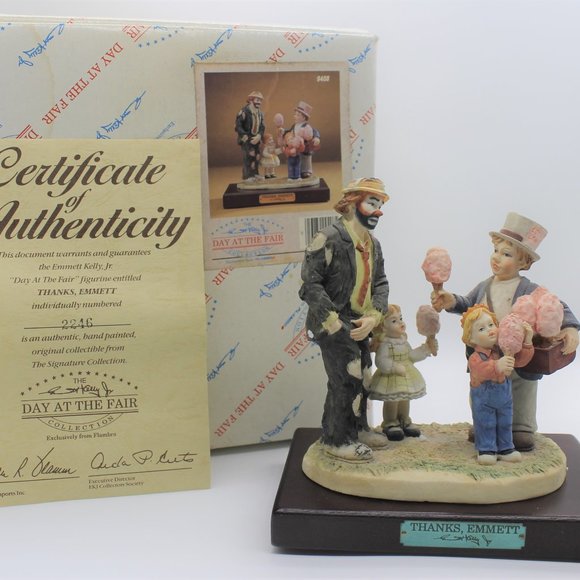 DAY AT THE FAIR
DAY AT THE FAIR
9408
THE
DAY AT THE FAIR
Certificate
of
Authenticity
This document warrants and guarantees
the Emmett Kelly, Jr.
"Day At The Fair" figurine entitled
THANKS, EMMETT
individually numbered
2246
is an authentic, hand painted,
original collectible from
The Signature Collection.
THE
DAY AT THE FAIR
COLLECTION
Exclusively from Flambro
Executive Director
EKJ Collectors Society
THANKS, EMMETT